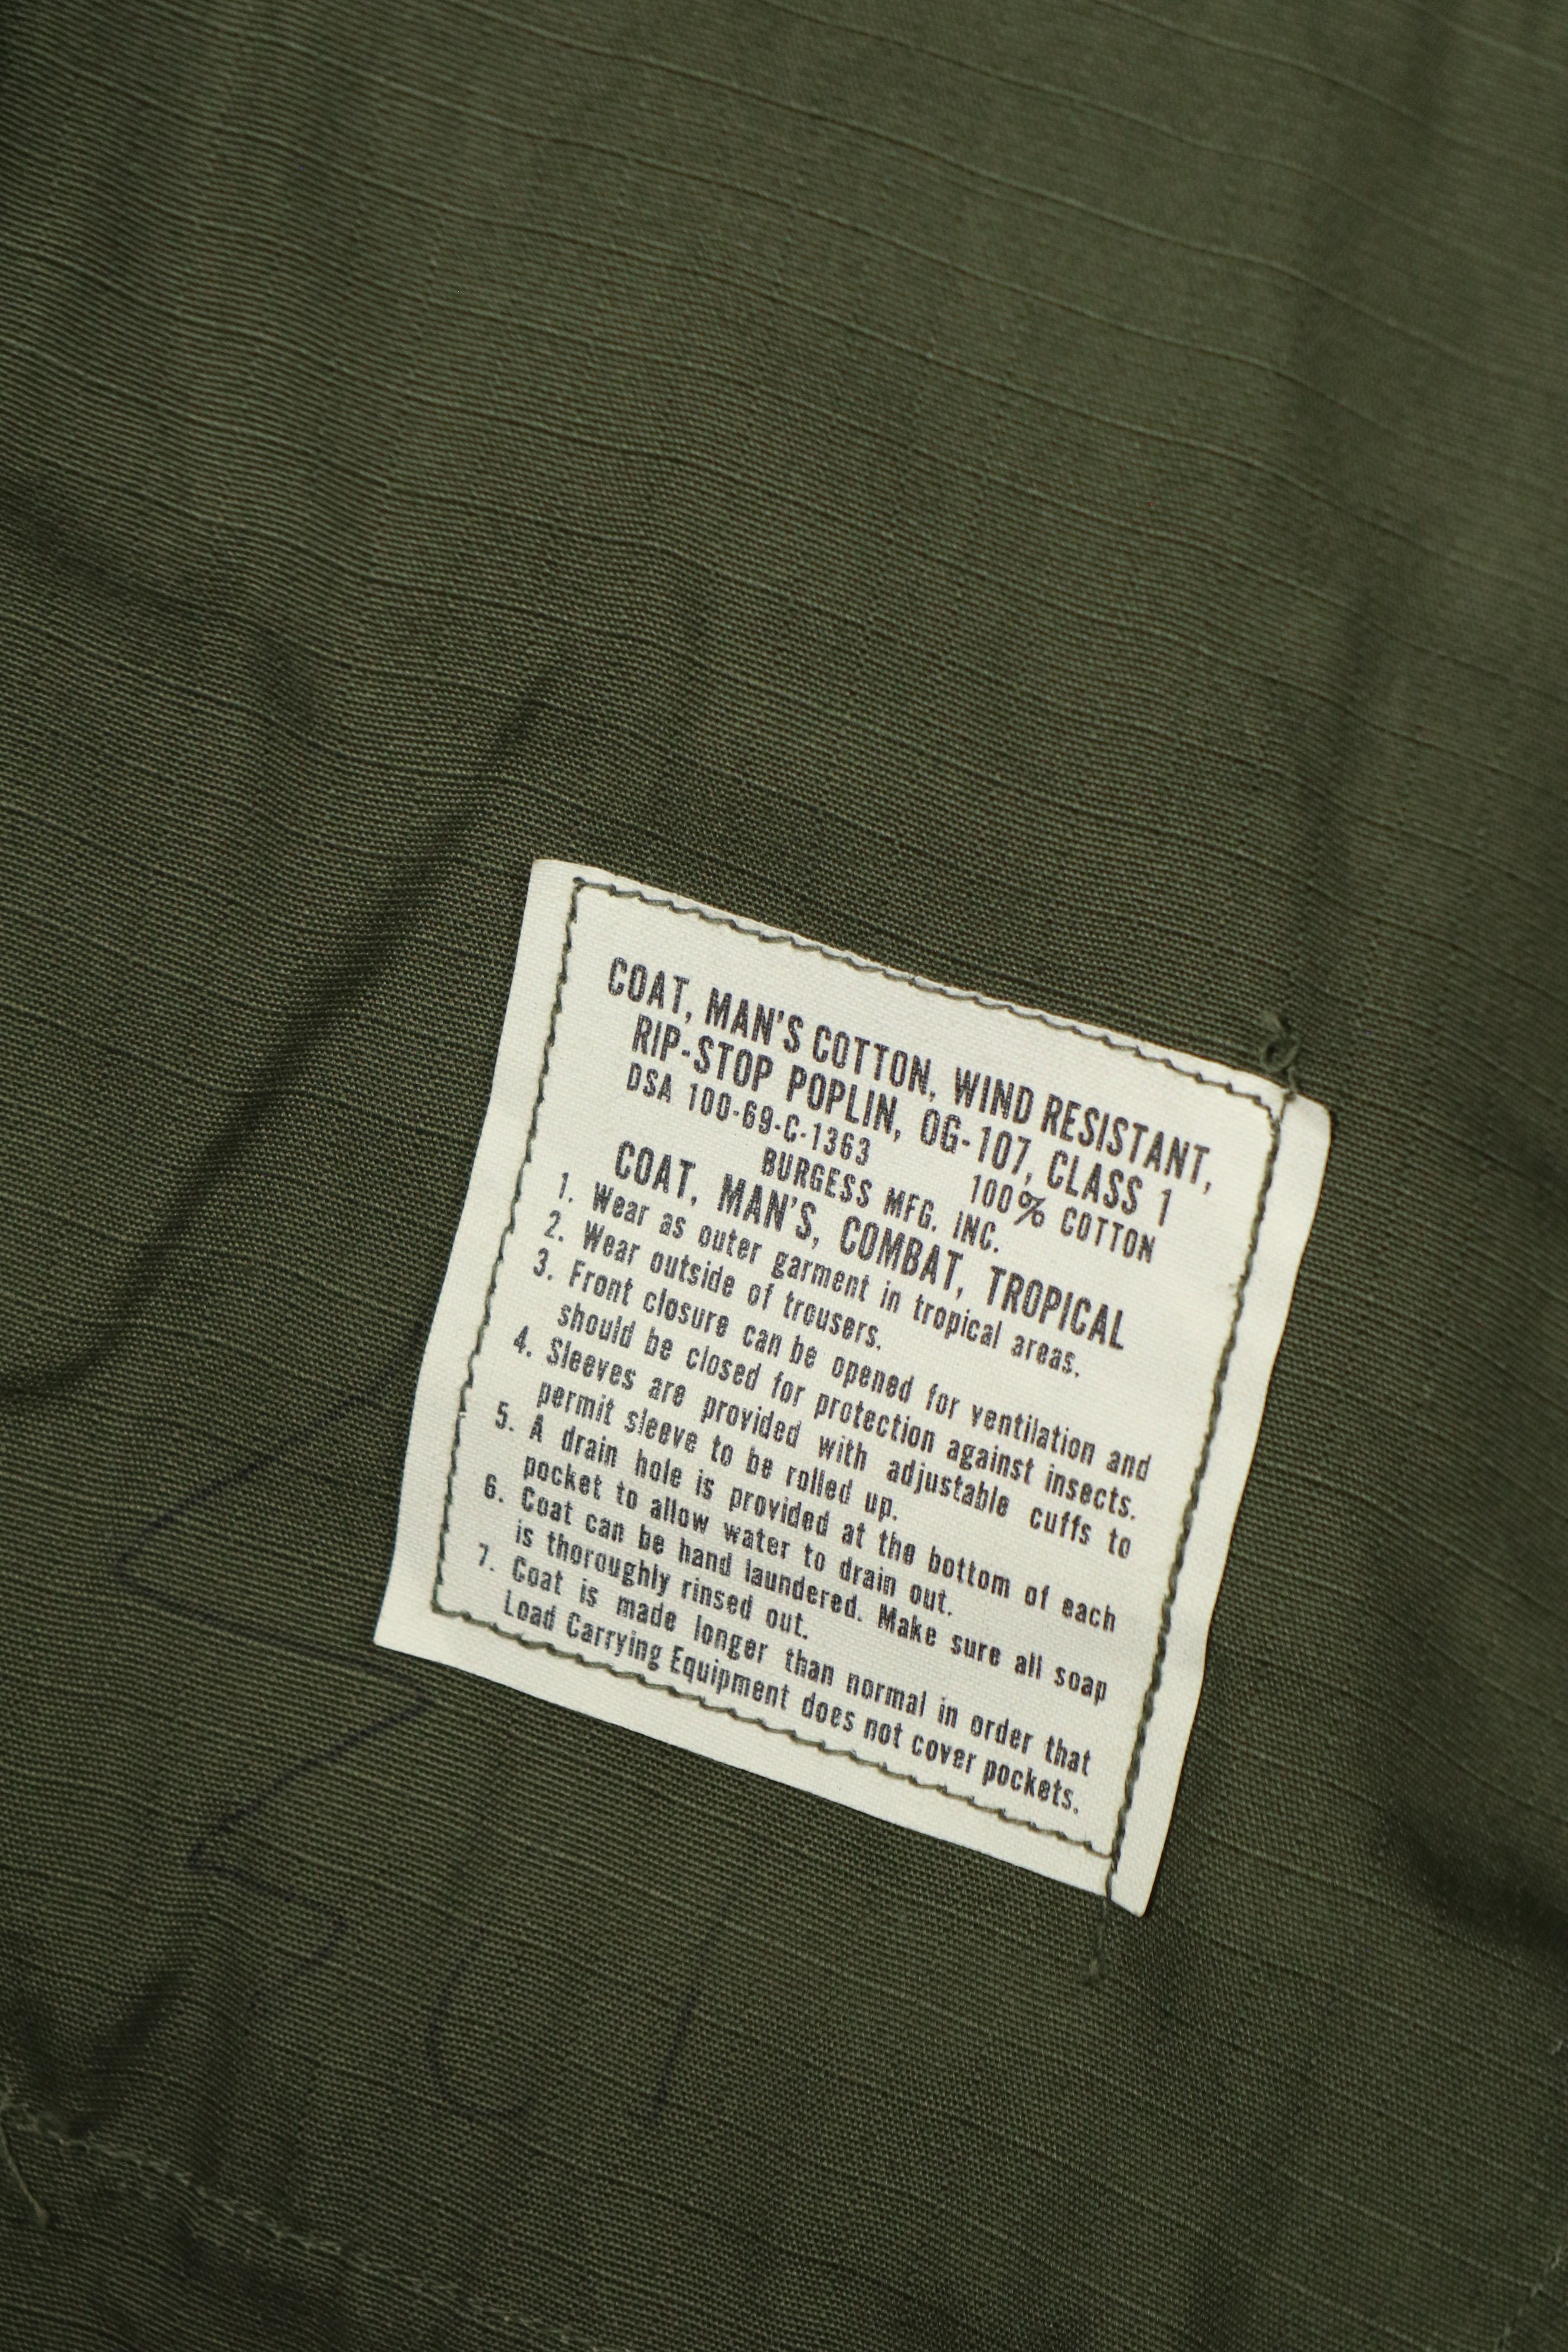 COAT, MAN'S COTTON, WIND RESISTANT,
RIP-STOP POPLIN, OG-107, CLASS 1
DSA 100-69-C-1363 100% COTTON
BURGESS MFG. INC.
COAT, MAN'S, COMBAT, TROPICAL
1. Wear as outer garment in tropical areas.
2. Wear outside of trousers.
3. Front closure can be opened for ventilation and
should be closed for protection against insects.
4. Sleeves are provided with adjustable cuffs to
permit sleeve to be rolled up.
5. A drain hole is provided at the bottom of each
pocket to allow water to drain out.
6. Coat can be hand laundered. Make sure all soap
is thoroughly rinsed out.
7. Coat is made longer than normal in order that
Load Carrying Equipment does not cover pockets.